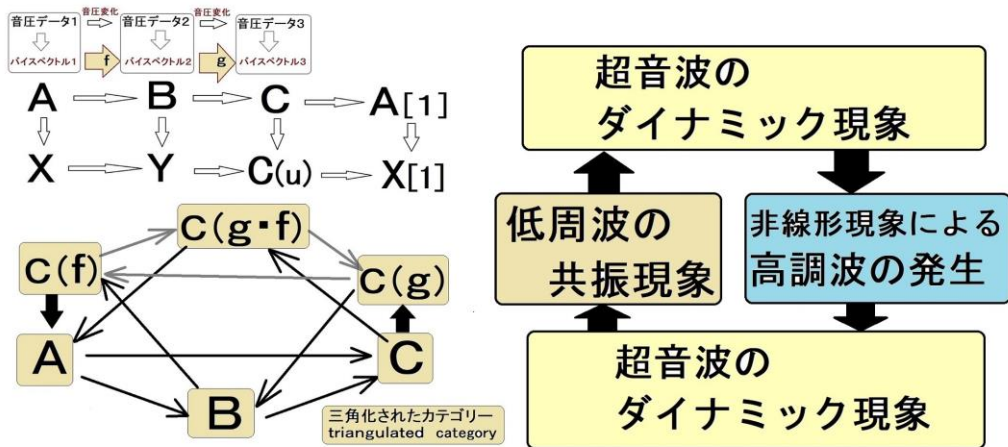 音圧データ1
音圧変化
音圧データ2
音圧変化
音圧データ3
バイスペクトル1
f
バイスペクトル2
g
バイスペクトル3
A
B
C
A[1]
X
Y
C(u)
X[1]
C(g・f)
C(f)
C(g)
A
C
B
三角化されたカテゴリー
triangulated category
超音波の
ダイナミック現象
低周波の
共振現象
非線形現象による
高調波の発生
超音波の
ダイナミック現象